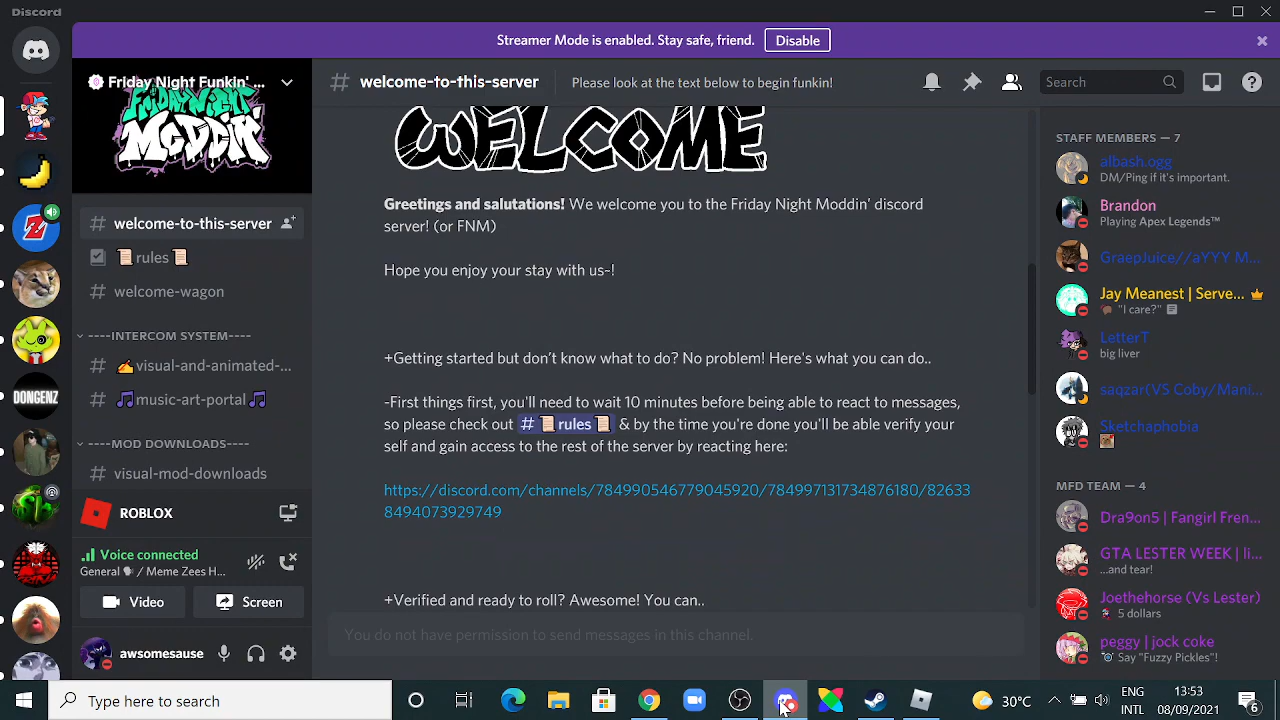 Discord
Streamer Mode is enabled. Stay safe, friend. Disable
Friday Night Funkin' ...
FRIDAY NIGHT
MODDIN'
# welcome-to-this-server
Please look at the text below to begin funkin!
Search
# welcome-to-this-server
📜rules📜
# welcome-wagon
----INTERCOM SYSTEM----
# ✍visual-and-animated-...
# 🎵music-art-portal🎵
----MOD DOWNLOADS----
# visual-mod-downloads
DONGENZ
ROBLOX
Voice connected
General 🗣 / Meme Zees H...
Video
Screen
awsomesause
WELCOME
Greetings and salutations! We welcome you to the Friday Night Moddin' discord
server! (or FNM)
Hope you enjoy your stay with us-!
+Getting started but don't know what to do? No problem! Here's what you can do..
-First things first, you'll need to wait 10 minutes before being able to react to messages,
so please check out # 📜rules📜 & by the time you're done you'll be able verify your
self and gain access to the rest of the server by reacting here:
https://discord.com/channels/784990546779045920/784997131734876180/82633
8494073929749
+Verified and ready to roll? Awesome! You can..
You do not have permission to send messages in this channel.
STAFF MEMBERS — 7
albash.ogg
DM/Ping if it's important.
Brandon
Playing Apex Legends™
GraepJuice//aYYY M...
Jay Meanest | Serve...
"I care?"
LetterT
big liver
saqzar(VS Coby/Mani...
Sketchaphobia
MFD TEAM — 4
Dra9on5 | Fangirl Fren...
GTA LESTER WEEK | li...
...and tear!
Joethehorse (Vs Lester)
5 dollars
peggy | jock coke
Say "Fuzzy Pickles"!
Type here to search
30°C
ENG
INTL
13:53
08/09/2021
6